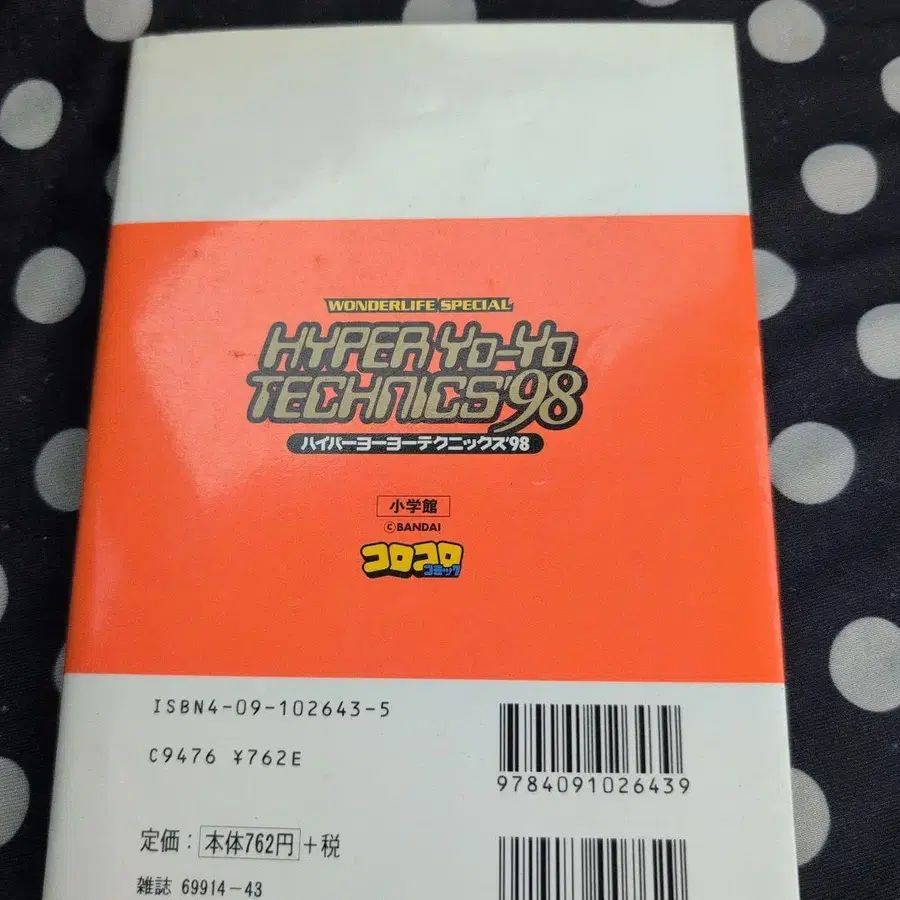 WONDERLIFE SPECIAL
HYPER YO-YO
TECHNICS'98
ハイパーヨーヨーテクニックス'98
小学館
©BANDAI
コロコロ
コミック
ISBN4-09-102643-5
C9476 ¥762E
9784091026439
定価：本体762円+税
雑誌 69914-43